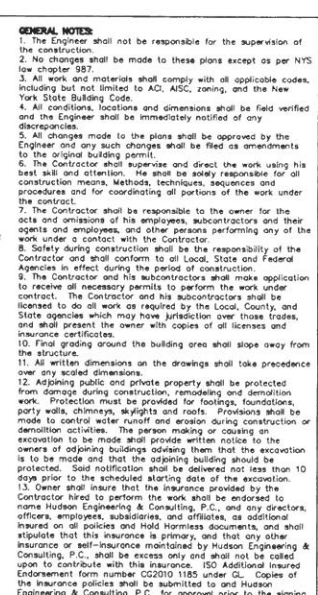 GENERAL NOTES:
1. The Engineer shall not be responsible for the supervision of
the construction.
2. No changes shall be made to these plans except as per NYS
law chapter 987.
3. All work and materials shall comply with all applicable codes,
including but not limited to ACI, AISC, zoning, and the New
York State Building Code.
4. All conditions, locations and dimensions shall be field verified
and the Engineer shall be immediately notified of any
discrepancies.
5. All changes made to the plans shall be approved by the
Engineer and any such changes shall be filed as amendments
to the original building permit.
6. The Contractor shall supervise and direct the work using his
best skill and attention. He shall be solely responsible for all
construction means, Methods, techniques, sequences and
procedures and for coordinating all portions of the work under
the contract.
7. The Contractor shall be responsible to the owner for the
acts and omissions of his employees, subcontractors and their
agents and employees, and other persons performing any of the
work under a contact with the Contractor.
8. Safety during construction shall be the responsibility of the
Contractor and shall conform to all Local, State and Federal
Agencies in effect during the period of construction.
9. The Contractor and his subcontractors shall make application
to receive all necessary permits to perform the work under
contract. The Contractor and his subcontractors shall be
licensed to do all work as required by the Local, County, and
State agencies which may have jurisdiction over those trades,
and shall present the owner with copies of all licenses and
insurance certificates.
10. Final grading around the building area shall slope away from
the structure.
11. All written dimensions on the drawings shall take precedence
over any scaled dimensions.
12. Adjoining public and private property shall be protected
from damage during construction, remodeling and demolition
work. Protection must be provided for footings, foundations,
party walls, chimneys, skylights and roofs. Provisions shall be
made to control water runoff and erosion during construction or
demolition activities. The person making or causing an
excavation to be made shall provide written notice to the
owners of adjoining buildings advising them that the excavation
is to be made and that the adjoining building should be
protected. Said notification shall be delivered not less than 10
days prior to the scheduled starting date of the excavation.
13. Owner shall insure that the insurance provided by the
Contractor hired to perform the work shall be endorsed to
name Hudson Engineering & Consulting, P.C., and any directors,
officers, employees, subsidiaries, and affiliates, as additional
insured on all policies and Hold Harmless documents, and shall
stipulate that this insurance is primary, and that any other
insurance or self-insurance maintained by Hudson Engineering &
Consulting, P.C., shall be excess only and shall not be called
upon to contribute with this insurance. ISO Additional Insured
Endorsement form number CG2010 1185 under GL. Copies of
the insurance policies shall be submitted to and Hudson
Engineering & Consulting, P.C. for approval prior to the signing